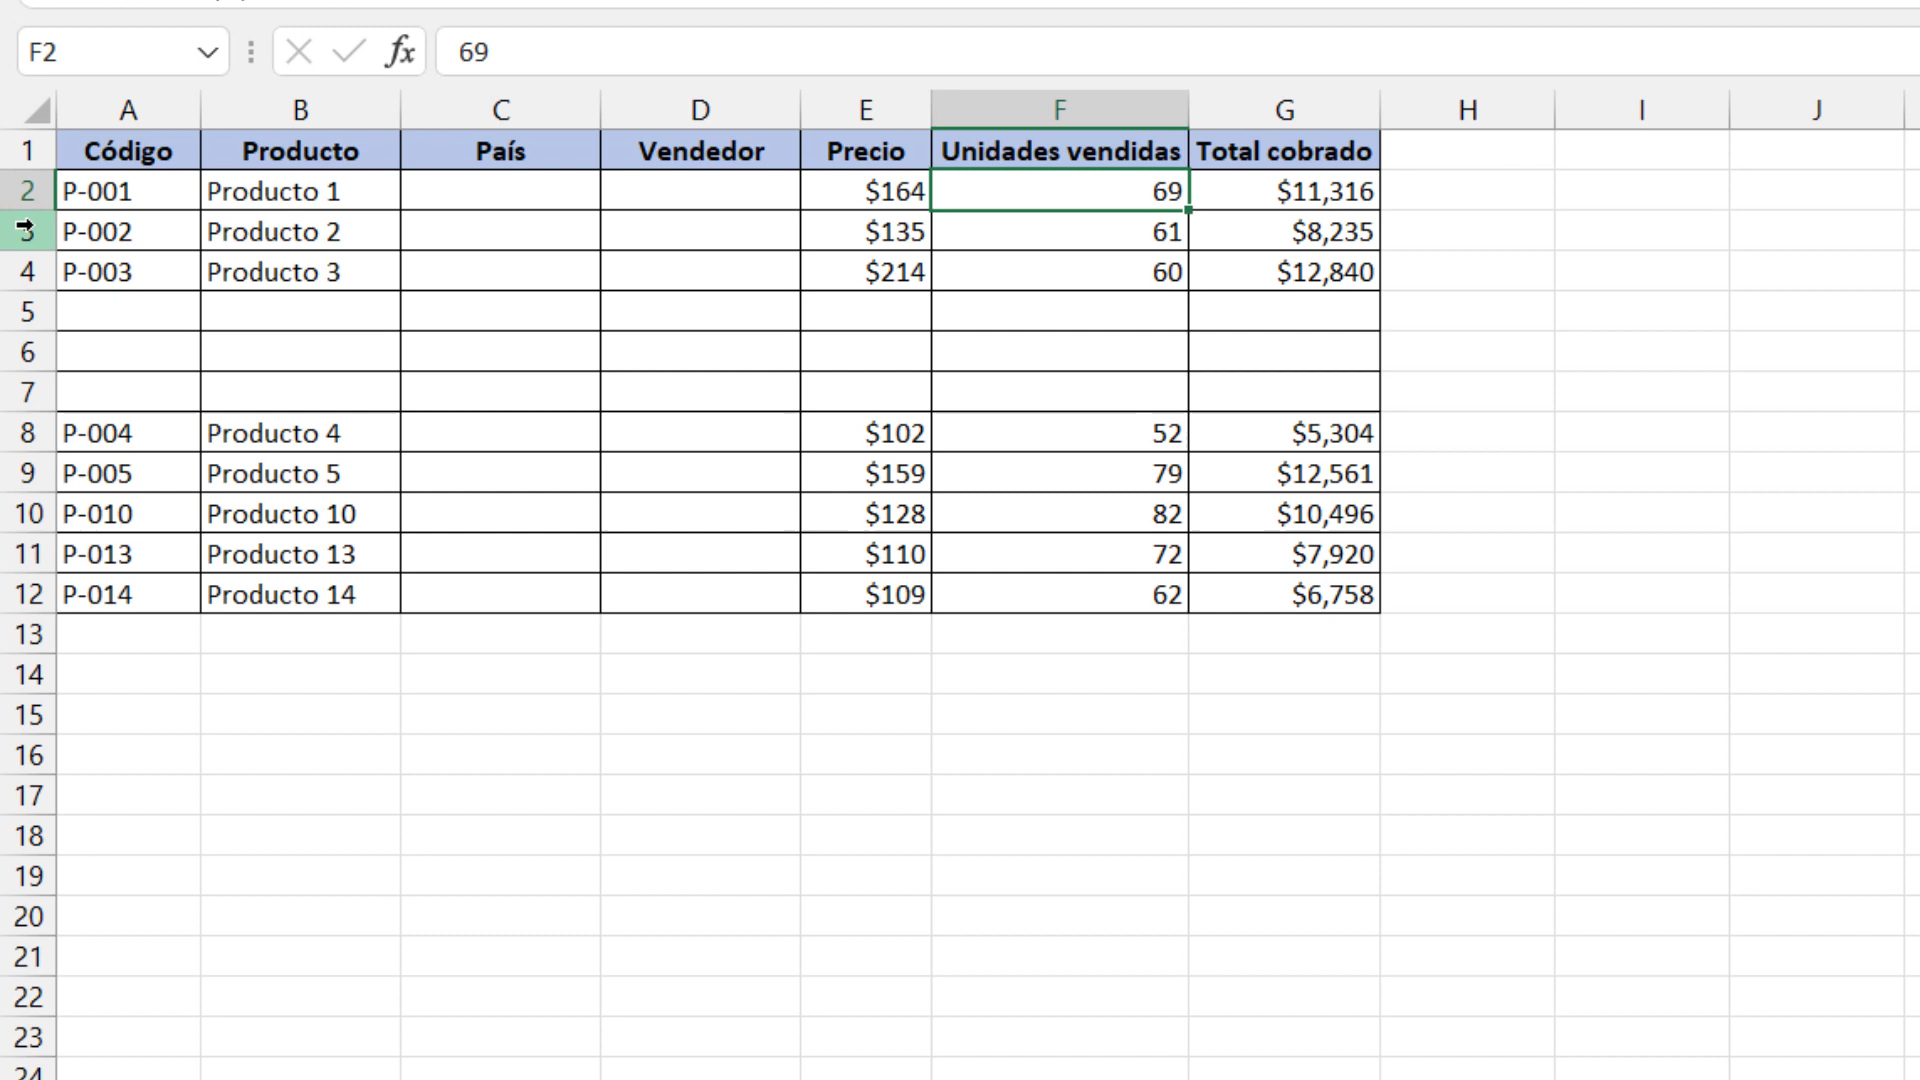 F2 fx 69
A B C D E F G H I J
1 Código Producto País Vendedor Precio Unidades vendidas Total cobrado
2 P-001 Producto 1 $164 69 $11,316
3 P-002 Producto 2 $135 61 $8,235
4 P-003 Producto 3 $214 60 $12,840
5
6
7
8 P-004 Producto 4 $102 52 $5,304
9 P-005 Producto 5 $159 79 $12,561
10 P-010 Producto 10 $128 82 $10,496
11 P-013 Producto 13 $110 72 $7,920
12 P-014 Producto 14 $109 62 $6,758
13
14
15
16
17
18
19
20
21
22
23
24